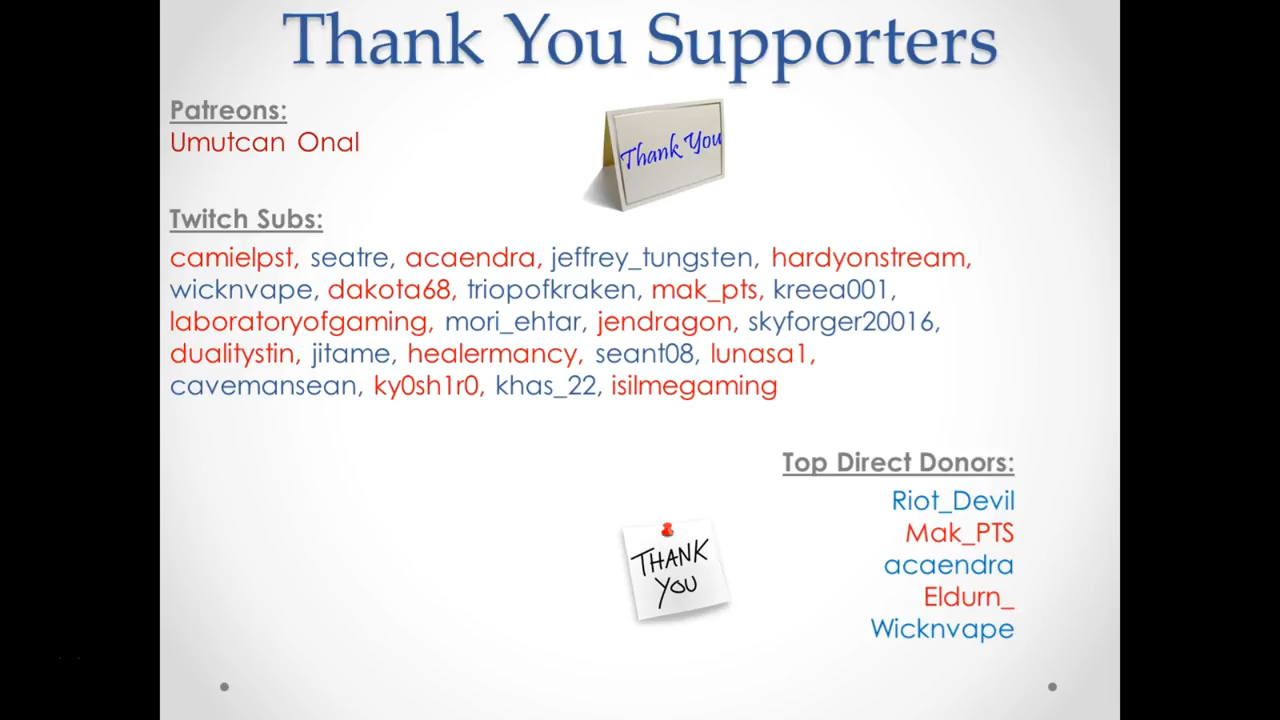 Thank You Supporters
Patreons:
Umutcan Onal
Thank You
Twitch Subs:
camielpst, seatre, acaendra, jeffrey_tungsten, hardyonstream,
wicknvape, dakota68, triopofkraken, mak_pts, kreea001,
laboratoryofgaming, mori_ehtar, jendragon, skyforger20016,
dualitystin, jitame, healermancy, seant08, lunasa1,
cavemansean, ky0sh1r0, khas_22, isilmegaming
Top Direct Donors:
Riot_Devil
Mak_PTS
acaendra
Eldurn_
Wicknvape
THANK
YOU